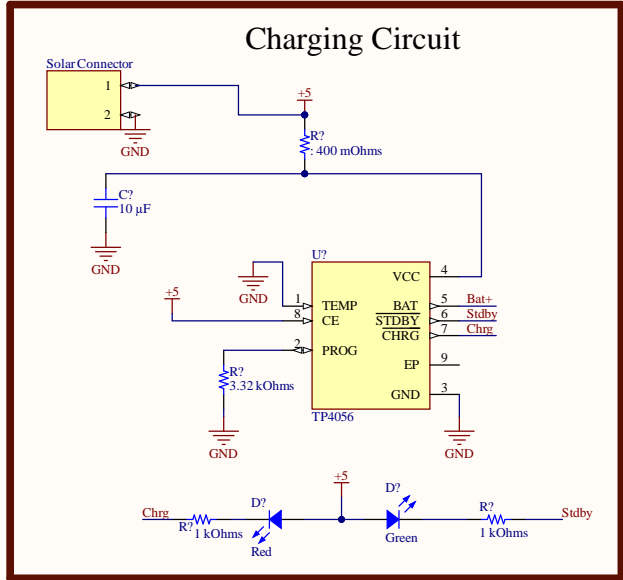 Charging Circuit
Solar Connector
1
2
GND
+5
R?
: 400 mOhms
C?
10 µF
GND
U?
VCC
4
GND
+5
1
TEMP
BAT
5
Bat+
8
CE
STDBY
6
Stdby
CHRG
7
Chrg
2
PROG
EP
9
R?
3.32 kOhms
GND
3
TP4056
GND
GND
+5
D?
D?
Chrg
R?
1 kOhms
Red
Green
R?
1 kOhms
Stdby